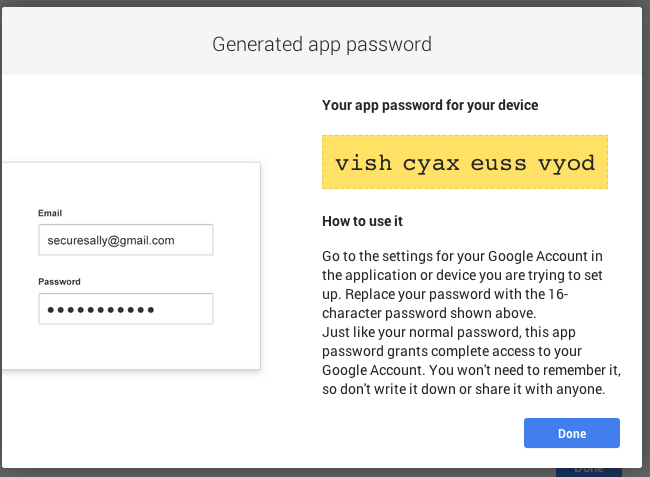 Generated app password
Your app password for your device
vish cyax euss vyod
Email
securesally@gmail.com
Password
•••••••••••
How to use it
Go to the settings for your Google Account in
the application or device you are trying to set
up. Replace your password with the 16-
character password shown above.
Just like your normal password, this app
password grants complete access to your
Google Account. You won't need to remember it,
so don't write it down or share it with anyone.
Done
Done